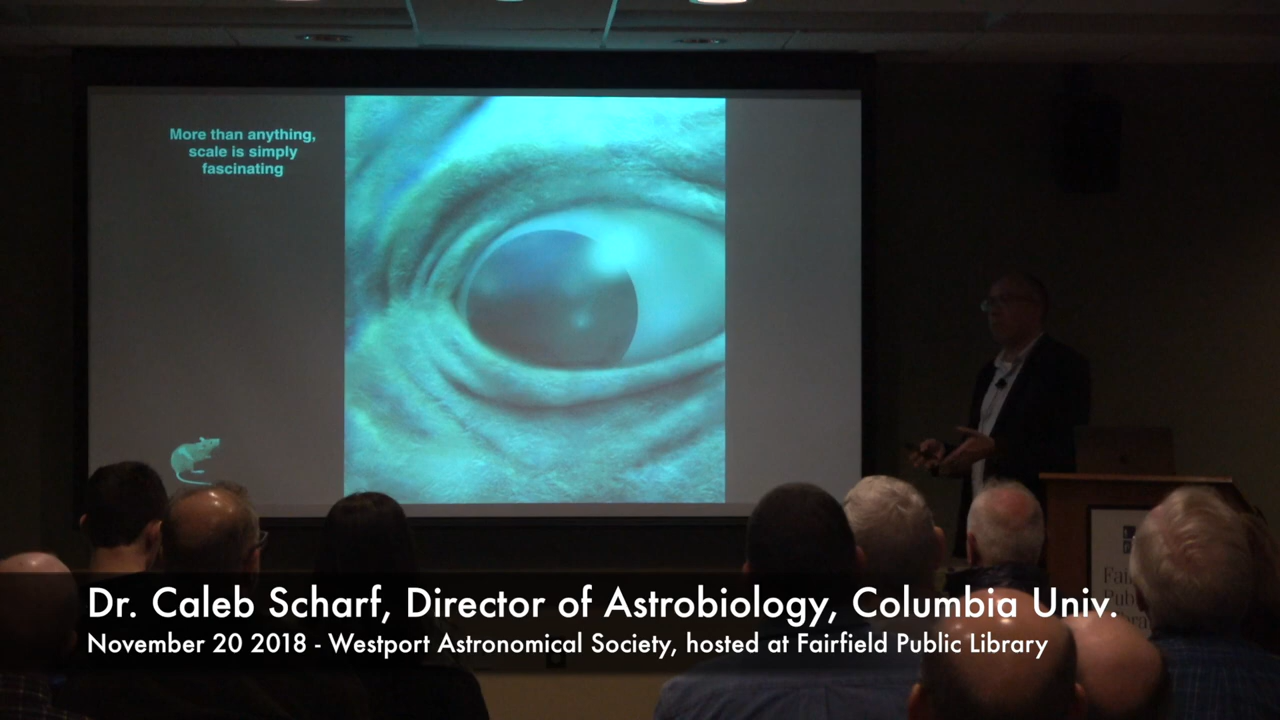 More than anything,
scale is simply
fascinating
Dr. Caleb Scharf, Director of Astrobiology, Columbia Univ.
November 20 2018 - Westport Astronomical Society, hosted at Fairfield Public Library